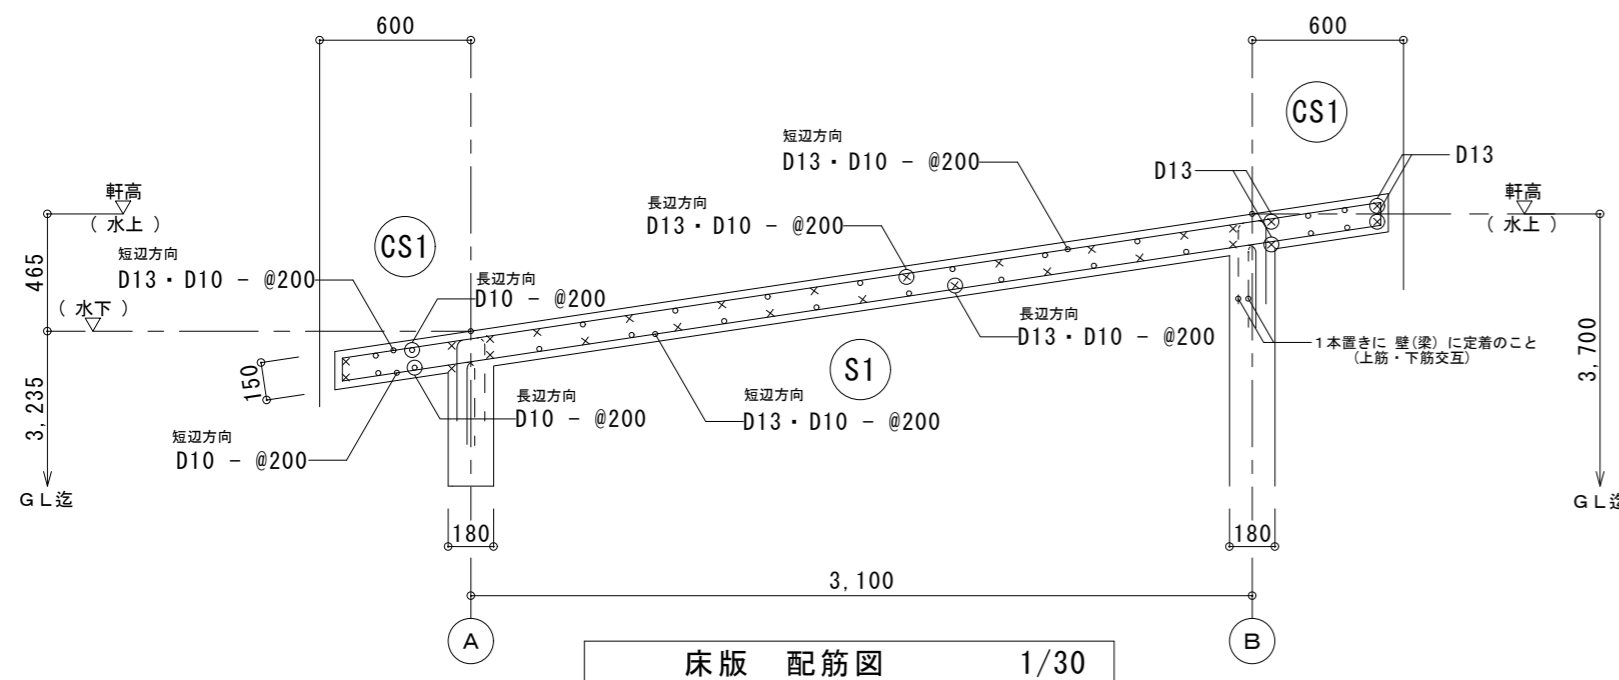 600
600
CS1
短辺方向
D13・D10 - @200
D13
D13
軒高
( 水上 )
軒高
( 水上 )
長辺方向
D13・D10 - @200
CS1
465
短辺方向
D13・D10 - @200
長辺方向
D10 - @200
( 水下 )
長辺方向
D13・D10 - @200
1本置きに 壁(梁) に定着のこと
(上筋・下筋交互)
3,700
150
S1
3,235
長辺方向
D10 - @200
短辺方向
D13・D10 - @200
短辺方向
D10 - @200
GL迄
GL迄
180
180
3,100
A
B
床版 配筋図 1/30